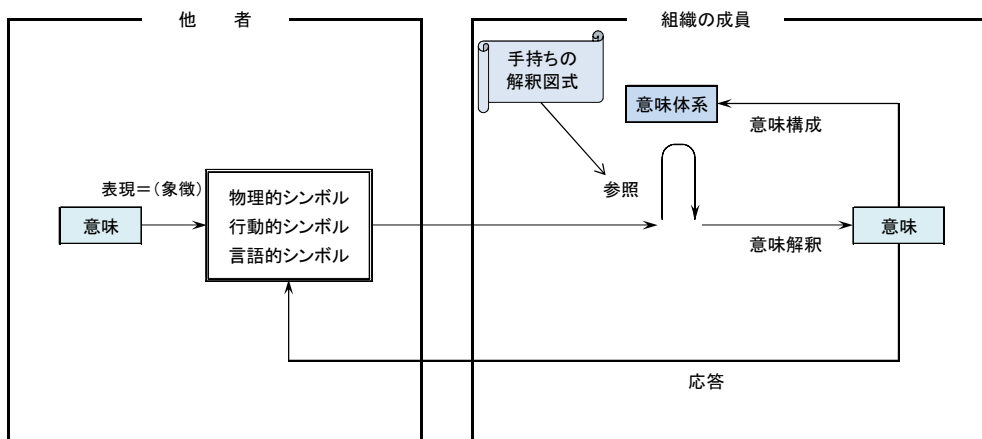 他　者
組織の成員
手持ちの
解釈図式
意味体系
意味構成
表現＝（象徴）
参照
意味
物理的シンボル
行動的シンボル
言語的シンボル
意味解釈
意味
応答